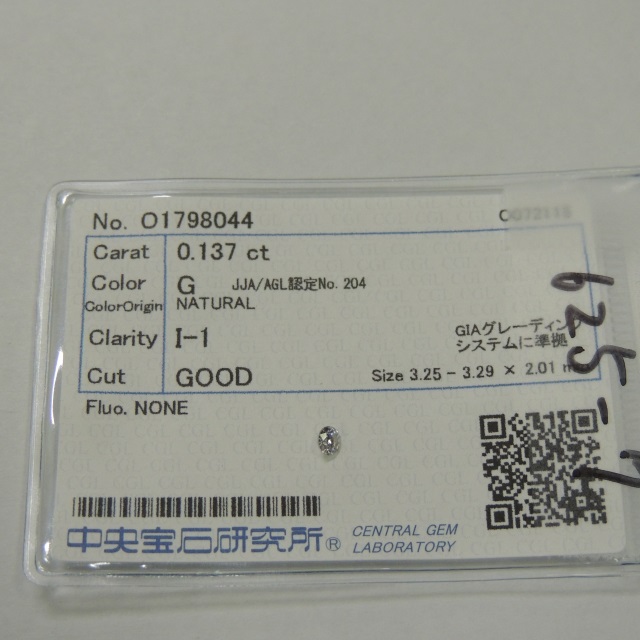 No. O1798044
Carat 0.137 ct
Color G JJA/AGL認定No. 204
ColorOrigin NATURAL
Clarity I-1
GIAグレーディング
システムに準拠
Cut GOOD Size 3.25 - 3.29 × 2.01
Fluo. NONE
625-
中央宝石研究所® CENTRAL GEM
LABORATORY